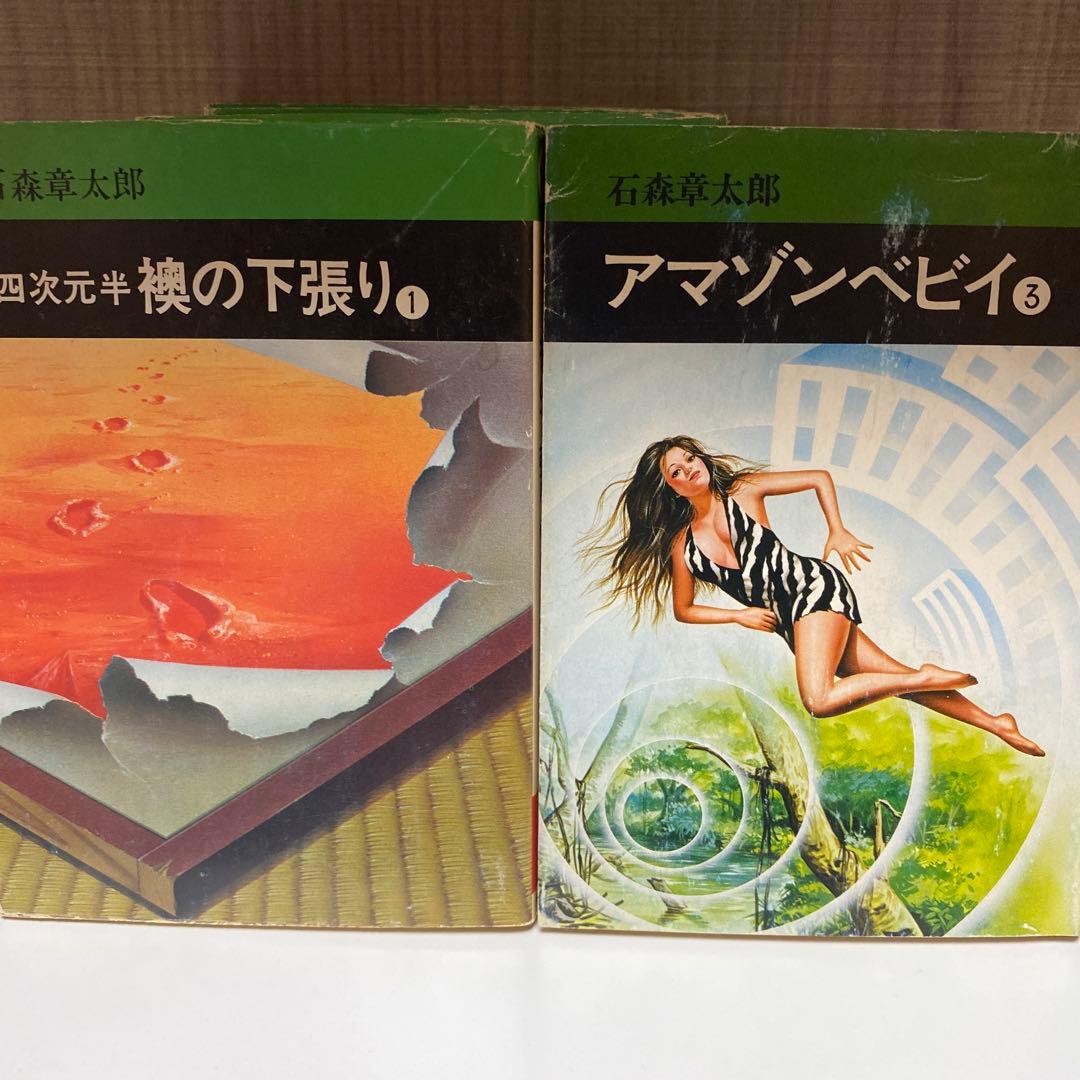 石森章太郎
四次元半 襖の下張り①
石森章太郎
アマゾンベビイ③